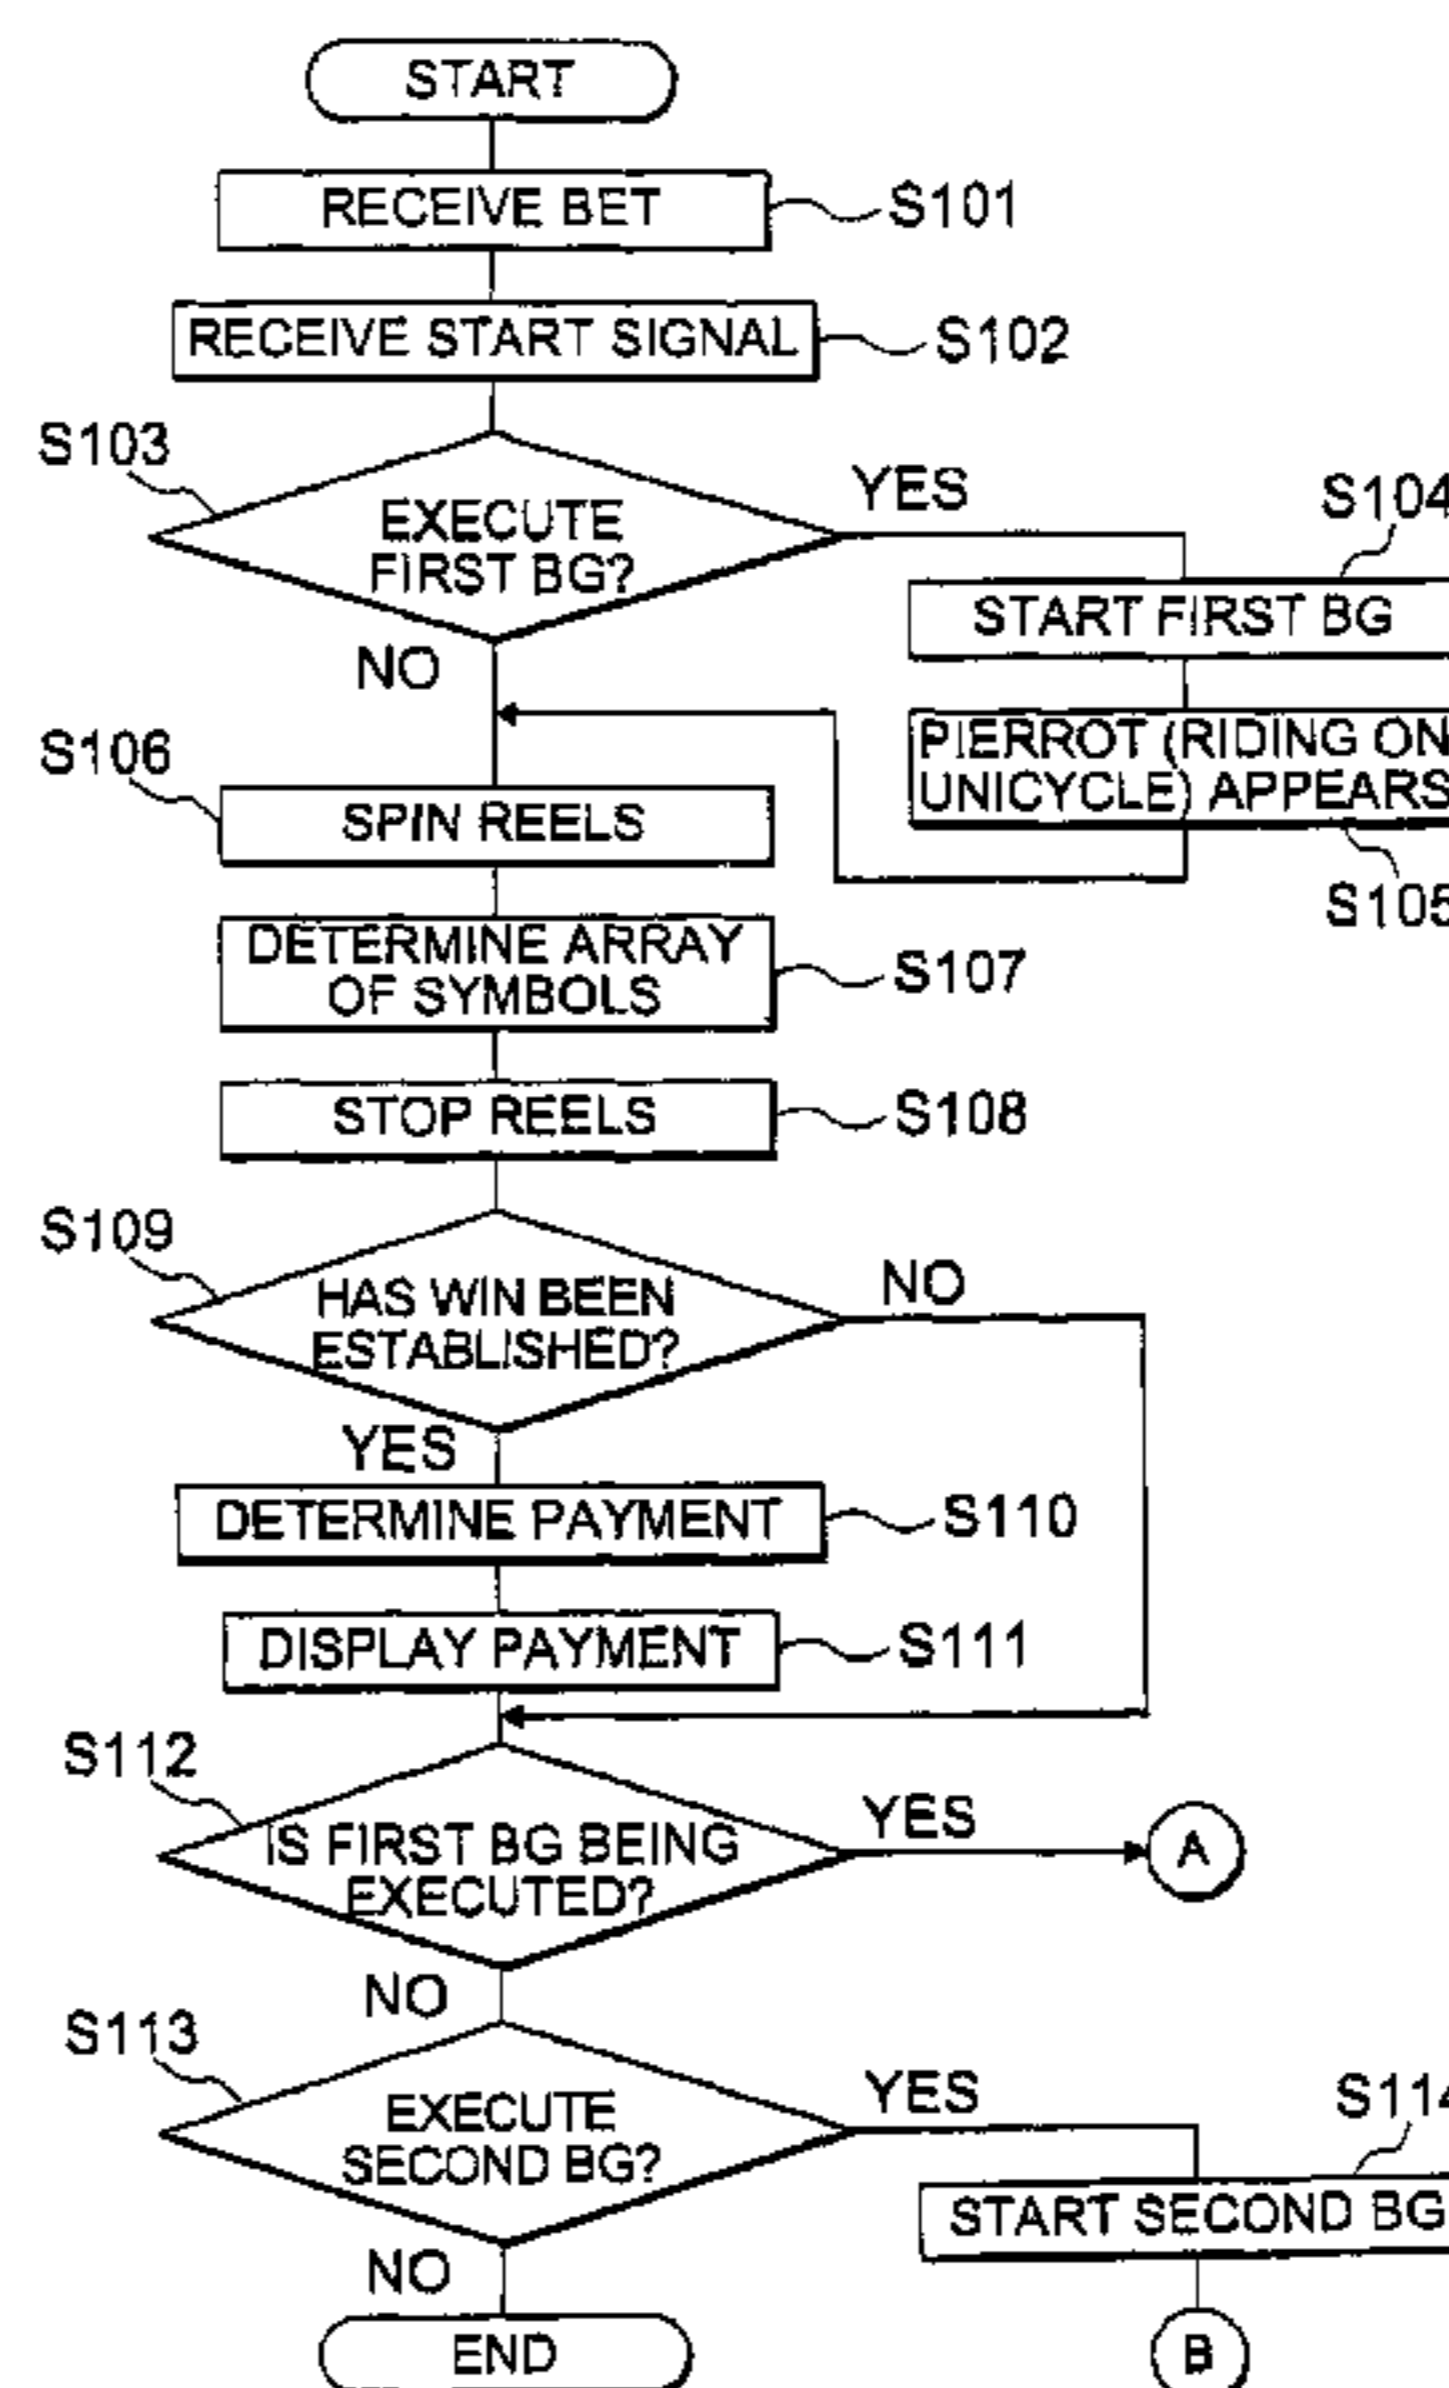 START
RECEIVE BET
S101
RECEIVE START SIGNAL
S102
S103
EXECUTE
FIRST BG?
YES
NO
S104
START FIRST BG
PIERROT (RIDING ON
UNICYCLE) APPEARS
S105
S106
SPIN REELS
DETERMINE ARRAY
OF SYMBOLS
S107
STOP REELS
S108
S109
HAS WIN BEEN
ESTABLISHED?
NO
YES
DETERMINE PAYMENT
S110
DISPLAY PAYMENT
S111
S112
IS FIRST BG BEING
EXECUTED?
YES
A
NO
S113
EXECUTE
SECOND BG?
YES
S114
START SECOND BG
NO
END
B